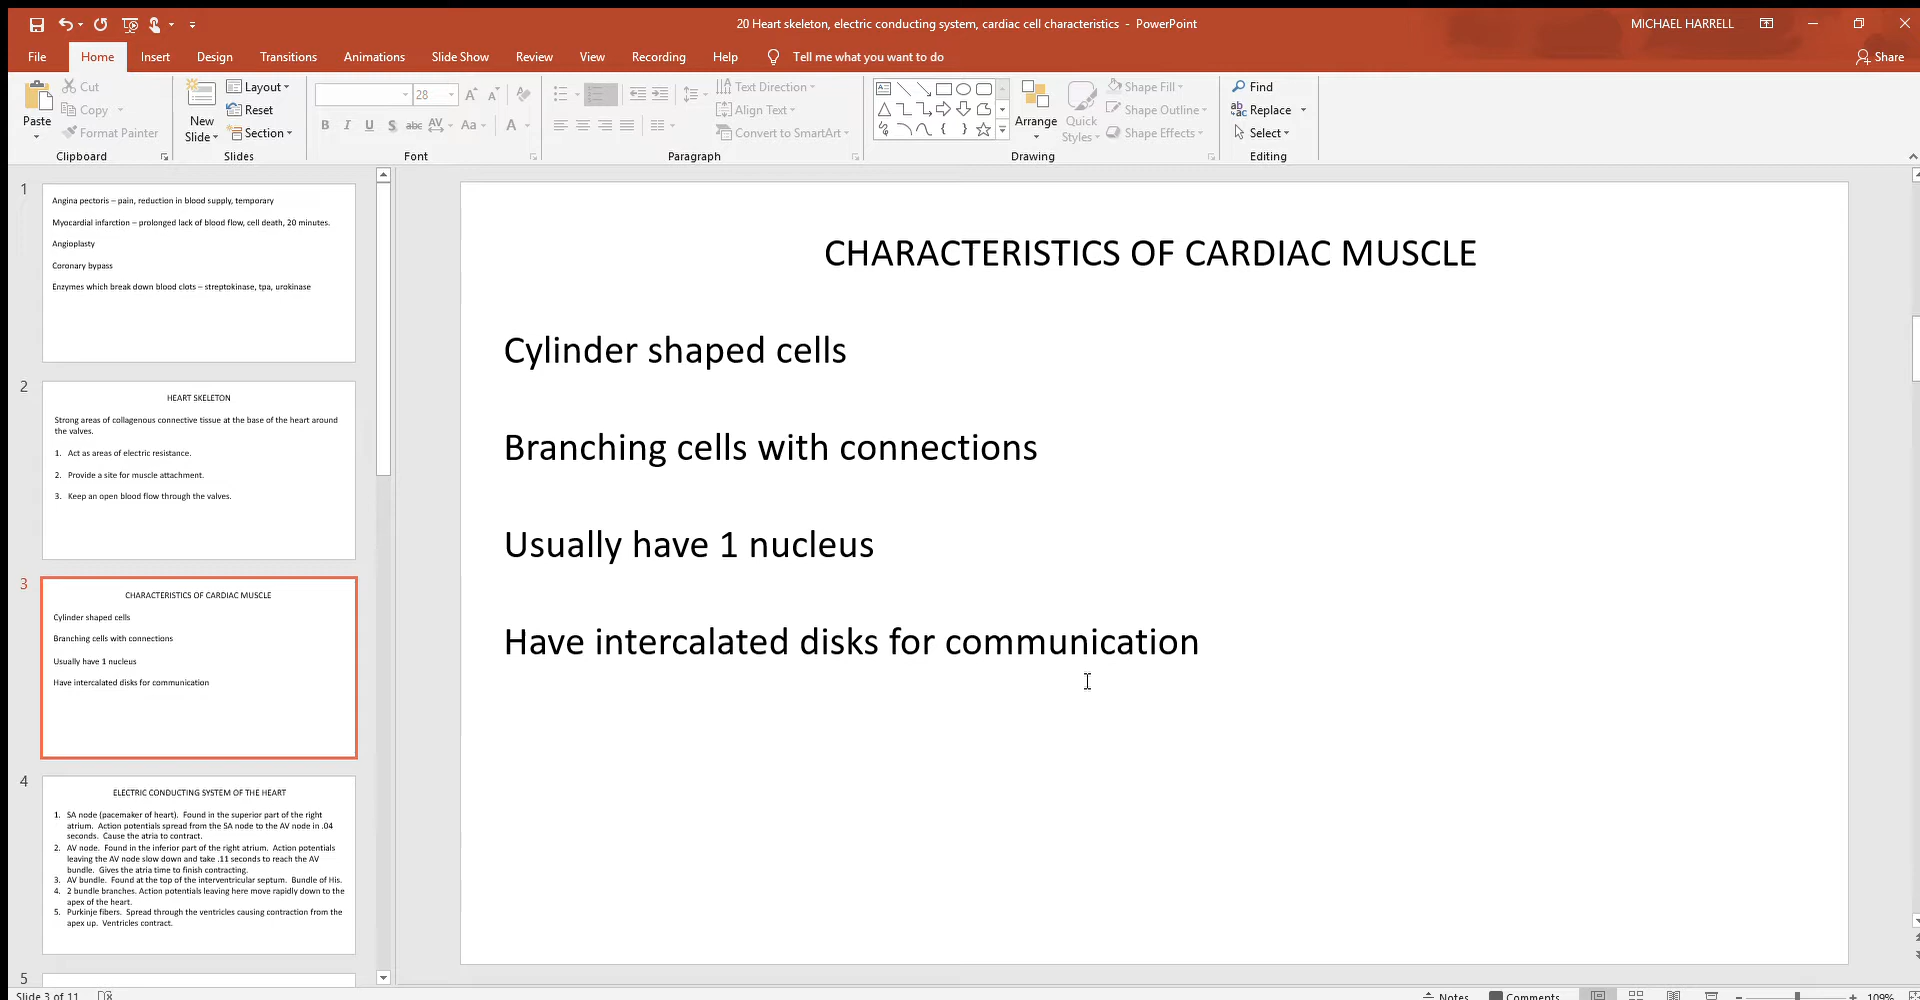 20 Heart skeleton, electric conducting system, cardiac cell characteristics - PowerPoint
MICHAEL HARRELL
File Home Insert Design Transitions Animations Slide Show Review View Recording Help Tell me what you want to do
Share
Paste
Cut
Copy
Format Painter
Clipboard
New
Slide
Layout
Reset
Section
Slides
28
B I U S abc AV Aa A
Font
Text Direction
Align Text
Convert to SmartArt
Paragraph
Arrange
Quick
Styles
Shape Fill
Shape Outline
Shape Effects
Drawing
Find
Replace
Select
Editing
1
Angina pectoris – pain, reduction in blood supply, temporary
Myocardial infarction – prolonged lack of blood flow, cell death, 20 minutes.
Angioplasty
Coronary bypass
Enzymes which break down blood clots – streptokinase, tpa, urokinase
2
HEART SKELETON
Strong areas of collagenous connective tissue at the base of the heart around
the valves.
1. Act as areas of electric resistance.
2. Provide a site for muscle attachment.
3. Keep an open blood flow through the valves.
3
CHARACTERISTICS OF CARDIAC MUSCLE
Cylinder shaped cells
Branching cells with connections
Usually have 1 nucleus
Have intercalated disks for communication
4
ELECTRIC CONDUCTING SYSTEM OF THE HEART
1. SA node (pacemaker of heart). Found in the superior part of the right
atrium. Action potentials spread from the SA node to the AV node in .04
seconds. Cause the atria to contract.
2. AV node. Found in the inferior part of the right atrium. Action potentials
leaving the AV node slow down and take .11 seconds to reach the AV
bundle. Gives the atria time to finish contracting.
3. AV bundle. Found at the top of the interventricular septum. Bundle of His.
4. 2 bundle branches. Action potentials leaving here move rapidly down to the
apex of the heart.
5. Purkinje fibers. Spread through the ventricles causing contraction from the
apex up. Ventricles contract.
5
CHARACTERISTICS OF CARDIAC MUSCLE
Cylinder shaped cells
Branching cells with connections
Usually have 1 nucleus
Have intercalated disks for communication
Slide 3 of 11
Notes
Comments
109%